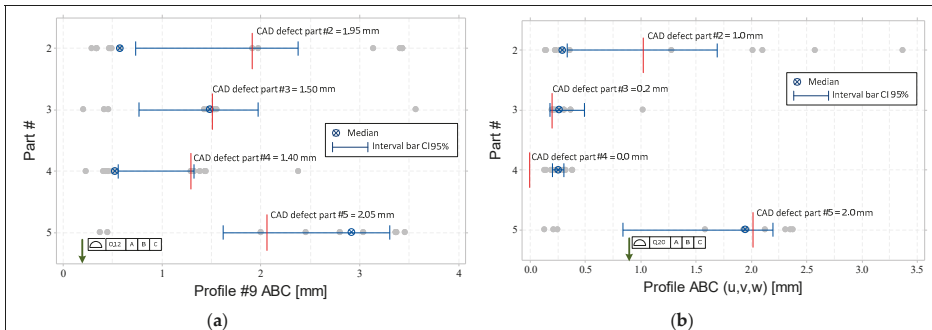 CAD defect part#2 = 1.95 mm
2
CAD defect part #3 = 1.50 mm
3
Median
Interval bar CI 95%
CAD defect part#4 = 1.40 mm
4
CAD defect part #5 = 2.05 mm
5
0,12 A B C
Part #
0 1 2 3 4
Profile #9 ABC [mm]
(a)
CAD defect part#2 = 1.0 mm
2
Median
Interval bar CI 95%
CAD defect part #3 = 0.2 mm
3
CAD defect part #4 = 0.0 mm
4
CAD defect part#5 = 2.0 mm
5
0,20 A B C
Part #
0.0 0.5 1.0 1.5 2.0 2.5 3.0 3.5
Profile ABC (u,v,w) [mm]
(b)